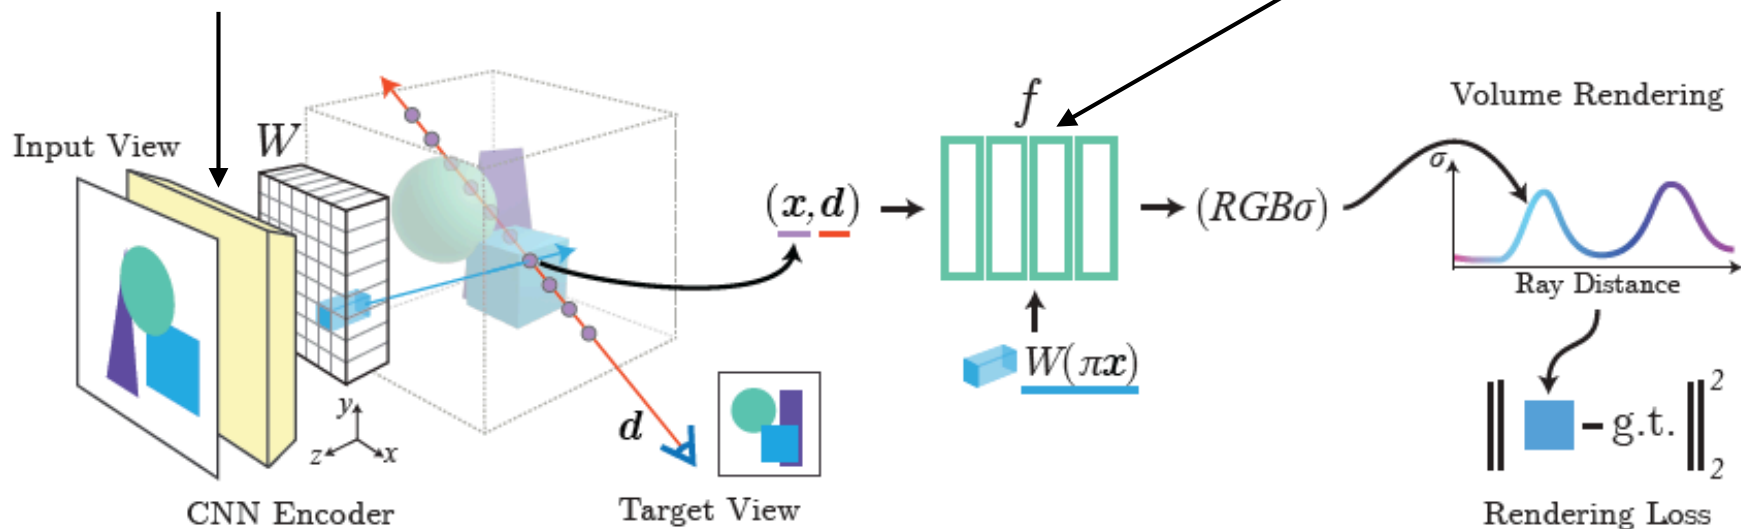 Input View
W
CNN Encoder
y
z
x
d
Target View
(x, d)
f
W(πx)
(RGBσ)
Volume Rendering
σ
Ray Distance
‖ - g.t. ‖ 2 2
Rendering Loss